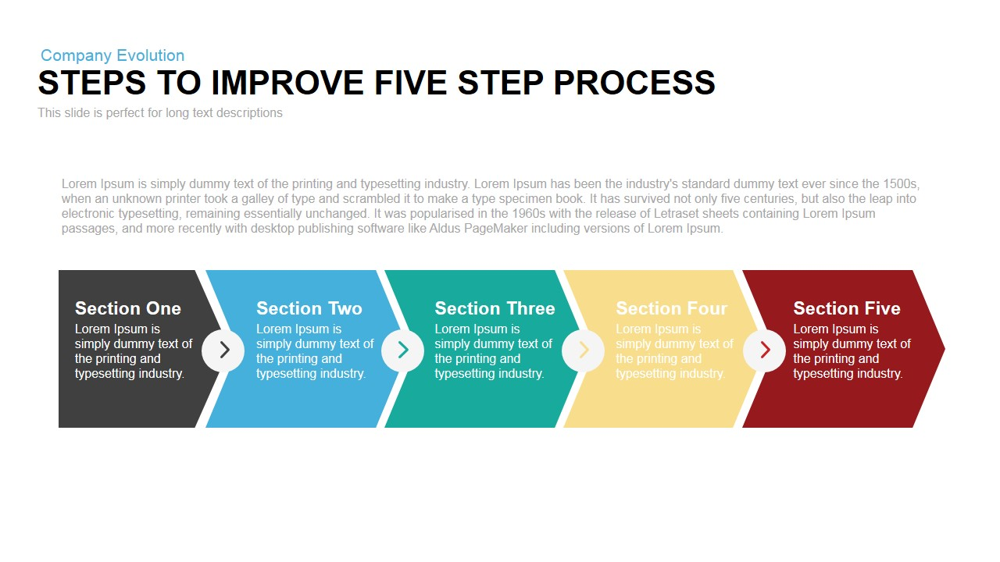 Company Evolution
STEPS TO IMPROVE FIVE STEP PROCESS
This slide is perfect for long text descriptions
Lorem Ipsum is simply dummy text of the printing and typesetting industry. Lorem Ipsum has been the industry's standard dummy text ever since the 1500s,
when an unknown printer took a galley of type and scrambled it to make a type specimen book. It has survived not only five centuries, but also the leap into
electronic typesetting, remaining essentially unchanged. It was popularised in the 1960s with the release of Letraset sheets containing Lorem Ipsum
passages, and more recently with desktop publishing software like Aldus PageMaker including versions of Lorem Ipsum.
Section One
Lorem Ipsum is
simply dummy text of
the printing and
typesetting industry.
Section Two
Lorem Ipsum is
simply dummy text of
the printing and
typesetting industry.
Section Three
Lorem Ipsum is
simply dummy text of
the printing and
typesetting industry.
Section Four
Lorem Ipsum is
simply dummy text of
the printing and
typesetting industry.
Section Five
Lorem Ipsum is
simply dummy text of
the printing and
typesetting industry.